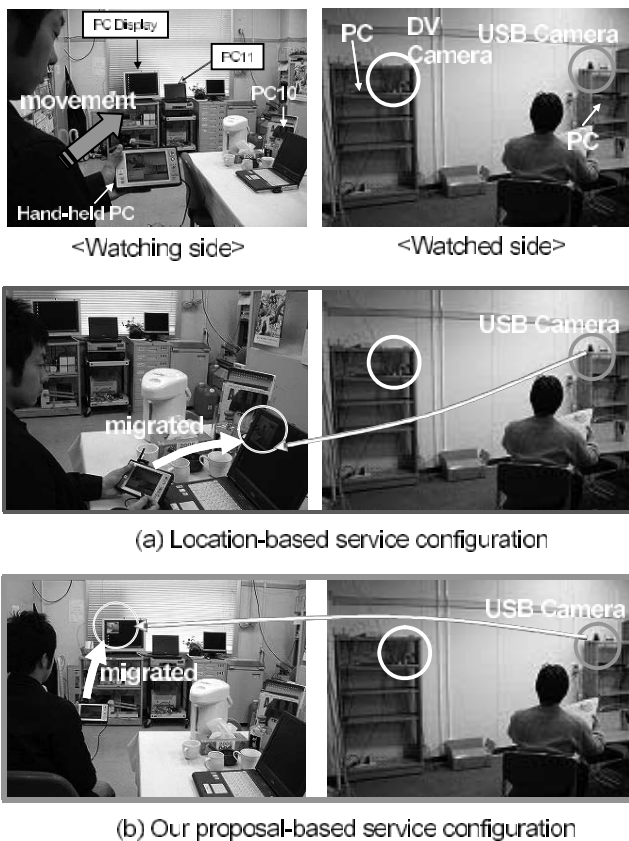 PC Display
PC11
PC10
movement
Hand-held PC
<Watching side>
PC
DV
Camera
USB Camera
PC
<Watched side>
migrated
USB Camera
(a) Location-based service configuration
migrated
USB Camera
(b) Our proposal-based service configuration